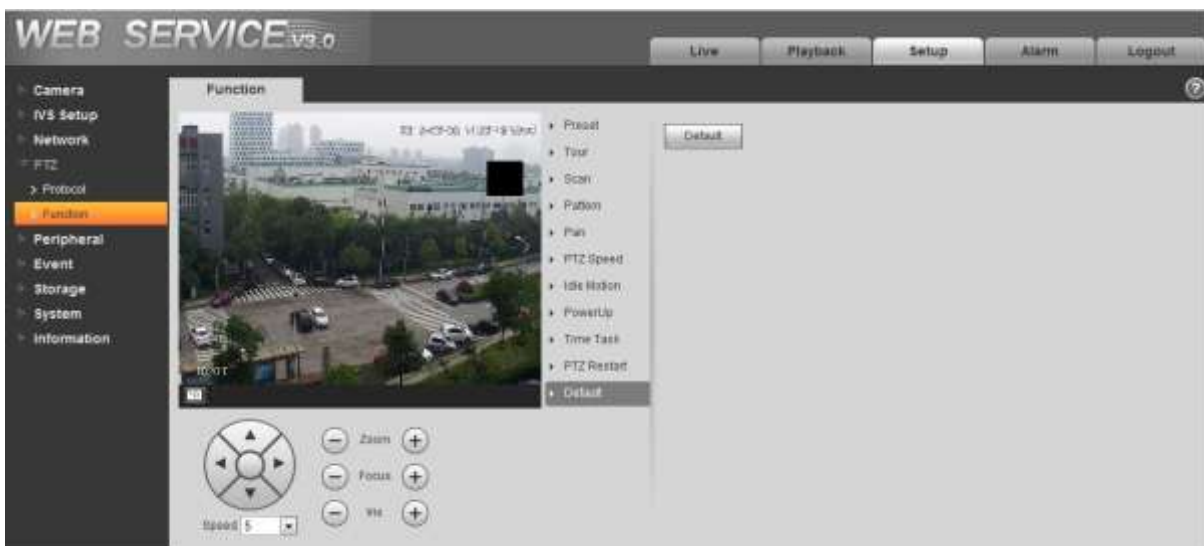 WEB SERVICE V3.0
Live
Playback
Setup
Alarm
Logout
Camera
IVS Setup
Network
PTZ
Protocol
Function
Peripheral
Event
Storage
System
Information
Function
Preset
Tour
Scan
Pattern
Pan
PTZ Speed
Idle Motion
PowerUp
Time Task
PTZ Restart
Default
Default
Zoom
Focus
Iris
Speed 5